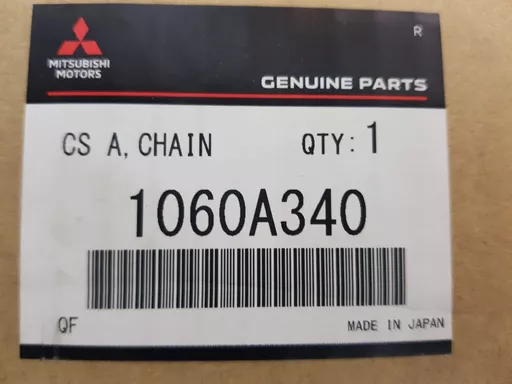 R
MITSUBISHI
MOTORS
GENUINE PARTS
CS A, CHAIN QTY: 1
1060A340
QF MADE IN JAPAN